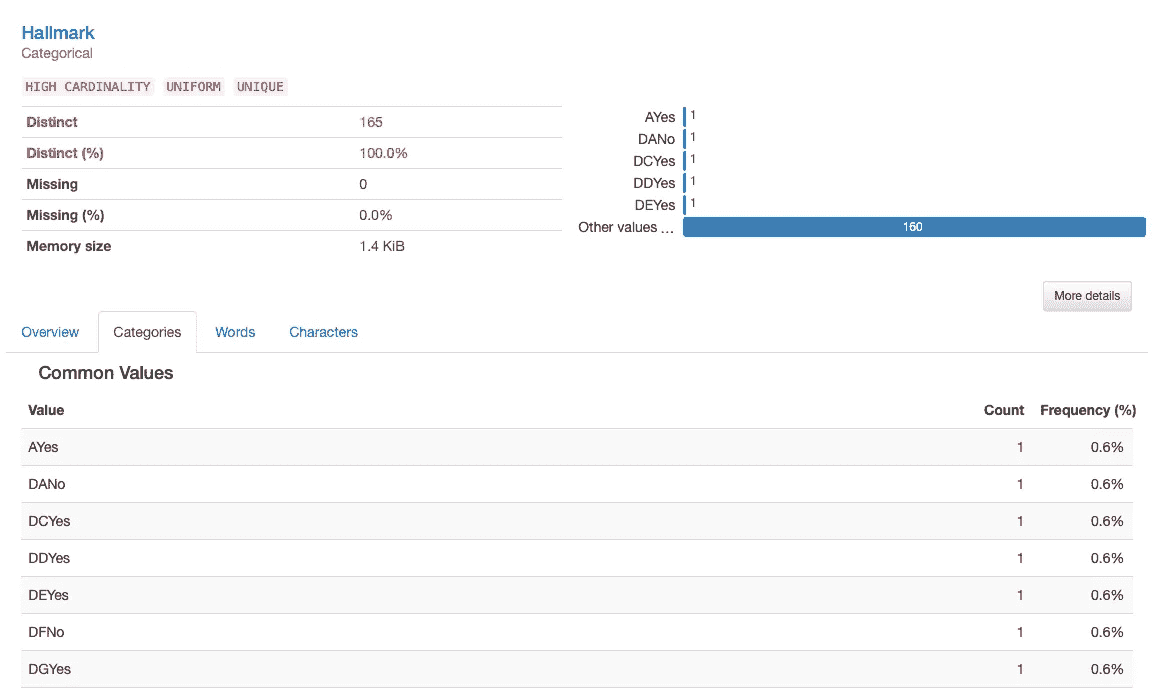 Hallmark
Categorical
HIGH CARDINALITY UNIFORM UNIQUE
Distinct 165
Distinct (%) 100.0%
Missing 0
Missing (%) 0.0%
Memory size 1.4 KiB
AYes 1
DANo 1
DCYes 1
DDYes 1
DEYes 1
Other values ... 160
More details
Overview Categories Words Characters
Common Values
Value Count Frequency (%)
AYes 1 0.6%
DANo 1 0.6%
DCYes 1 0.6%
DDYes 1 0.6%
DEYes 1 0.6%
DFNo 1 0.6%
DGYes 1 0.6%